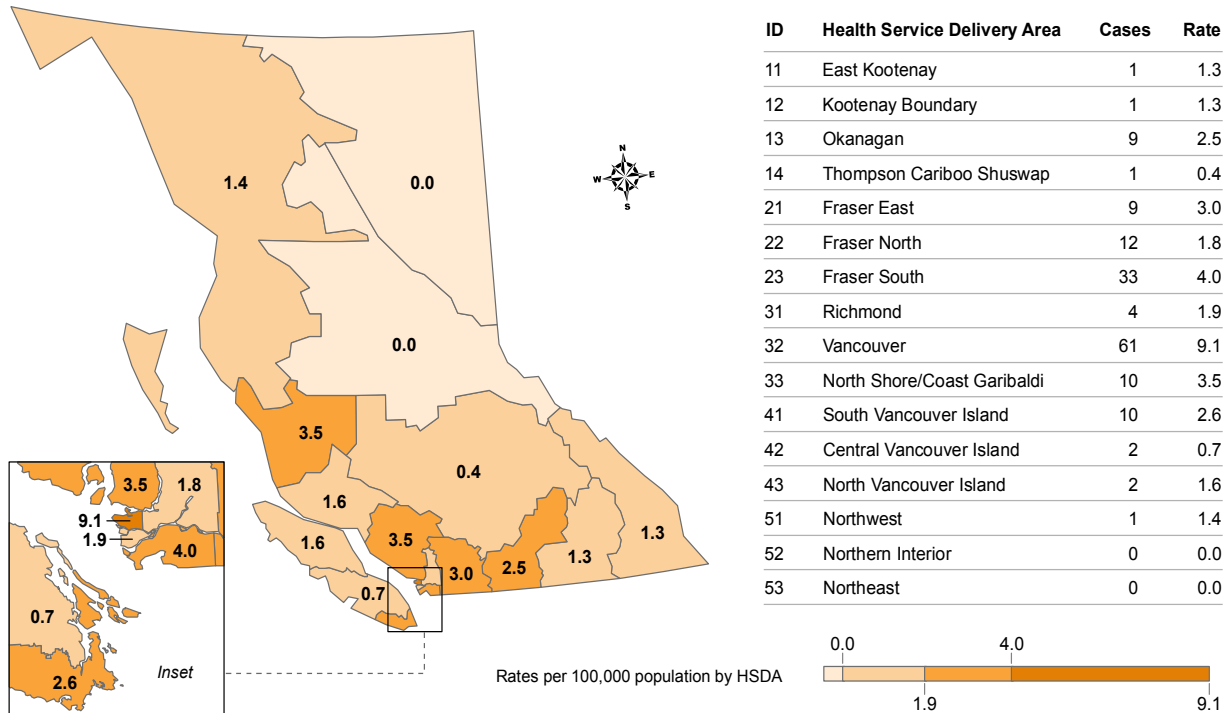 N
W E
S
1.4
0.0
0.0
3.5
0.4
1.6
1.6
3.5
3.0
2.5
1.3
1.3
0.7
3.5
1.8
9.1
1.9
4.0
0.7
2.6
Inset
ID Health Service Delivery Area Cases Rate
11 East Kootenay 1 1.3
12 Kootenay Boundary 1 1.3
13 Okanagan 9 2.5
14 Thompson Cariboo Shuswap 1 0.4
21 Fraser East 9 3.0
22 Fraser North 12 1.8
23 Fraser South 33 4.0
31 Richmond 4 1.9
32 Vancouver 61 9.1
33 North Shore/Coast Garibaldi 10 3.5
41 South Vancouver Island 10 2.6
42 Central Vancouver Island 2 0.7
43 North Vancouver Island 2 1.6
51 Northwest 1 1.4
52 Northern Interior 0 0.0
53 Northeast 0 0.0
Rates per 100,000 population by HSDA
0.0 4.0
1.9 9.1